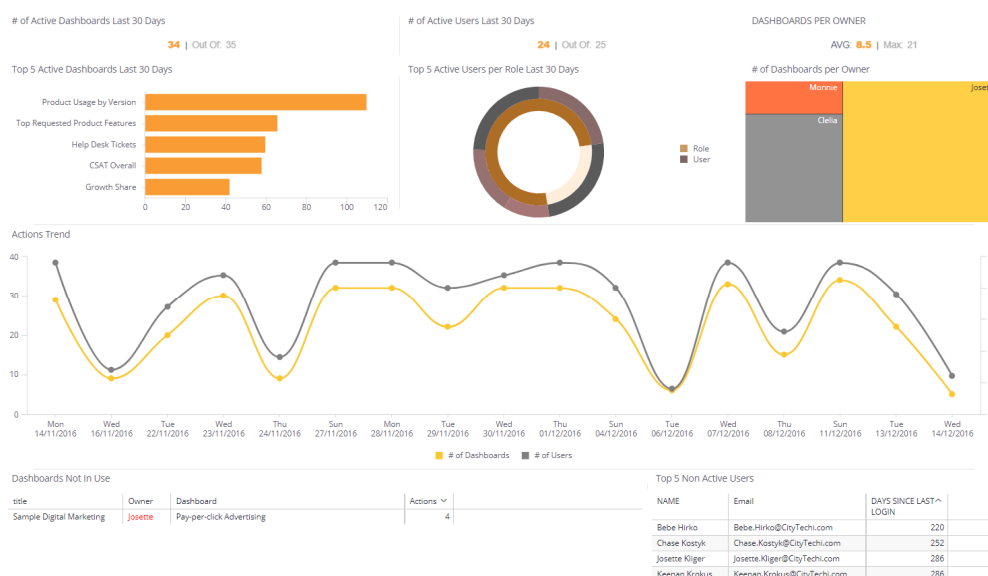 # of Active Dashboards Last 30 Days
34 | Out Of: 35
# of Active Users Last 30 Days
24 | Out Of: 25
DASHBOARDS PER OWNER
AVG: 8.5 | Max: 21
Top 5 Active Dashboards Last 30 Days
Product Usage by Version
Top Requested Product Features
Help Desk Tickets
CSAT Overall
Growth Share
0 20 40 60 80 100 120
Top 5 Active Users per Role Last 30 Days
Role
User
# of Dashboards per Owner
Monnie
Clelia
Josett
Actions Trend
40
30
20
10
0
Mon Wed Tue Wed Thu Sun Mon Tue Wed Thu Sun Tue Wed Thu Sun Tue Wed
14/11/2016 16/11/2016 22/11/2016 23/11/2016 24/11/2016 27/11/2016 28/11/2016 29/11/2016 30/11/2016 01/12/2016 04/12/2016 06/12/2016 07/12/2016 08/12/2016 11/12/2016 13/12/2016 14/12/2016
# of Dashboards # of Users
Dashboards Not In Use
title Owner Dashboard Actions
Sample Digital Marketing Josette Pay-per-click Advertising 4
Top 5 Non Active Users
NAME Email DAYS SINCE LAST
LOGIN
Bebe Hirko Bebe.Hirko@CityTechi.com 220
Chase Kostyk Chase.Kostyk@CityTechi.com 252
Josette Kliger Josette.Kliger@CityTechi.com 286
Keenan Krokus Keenan.Krokus@CityTechi.com 286